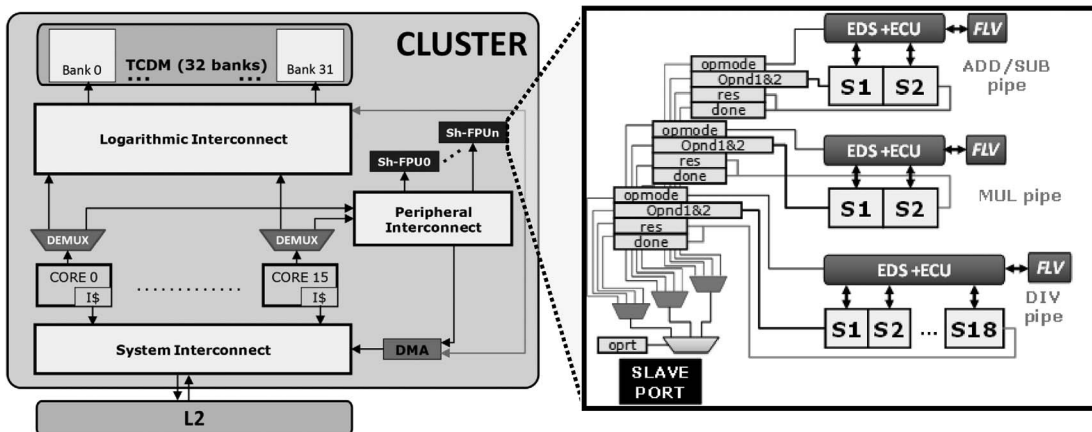 CLUSTER
Bank 0
TCDM (32 banks)
... ...
Bank 31
Logarithmic Interconnect
Sh-FPUn
Sh-FPU0
Peripheral
Interconnect
DEMUX
DEMUX
CORE 0
I$
CORE 15
I$
System Interconnect
DMA
L2
EDS +ECU
FLV
ADD/SUB
pipe
S1
S2
opmode
Opnd1&2
res
done
EDS +ECU
FLV
MUL pipe
S1
S2
opmode
Opnd1&2
res
done
EDS +ECU
FLV
DIV
pipe
S1
S2
...
S18
opmode
Opnd1&2
res
done
oprt
SLAVE
PORT